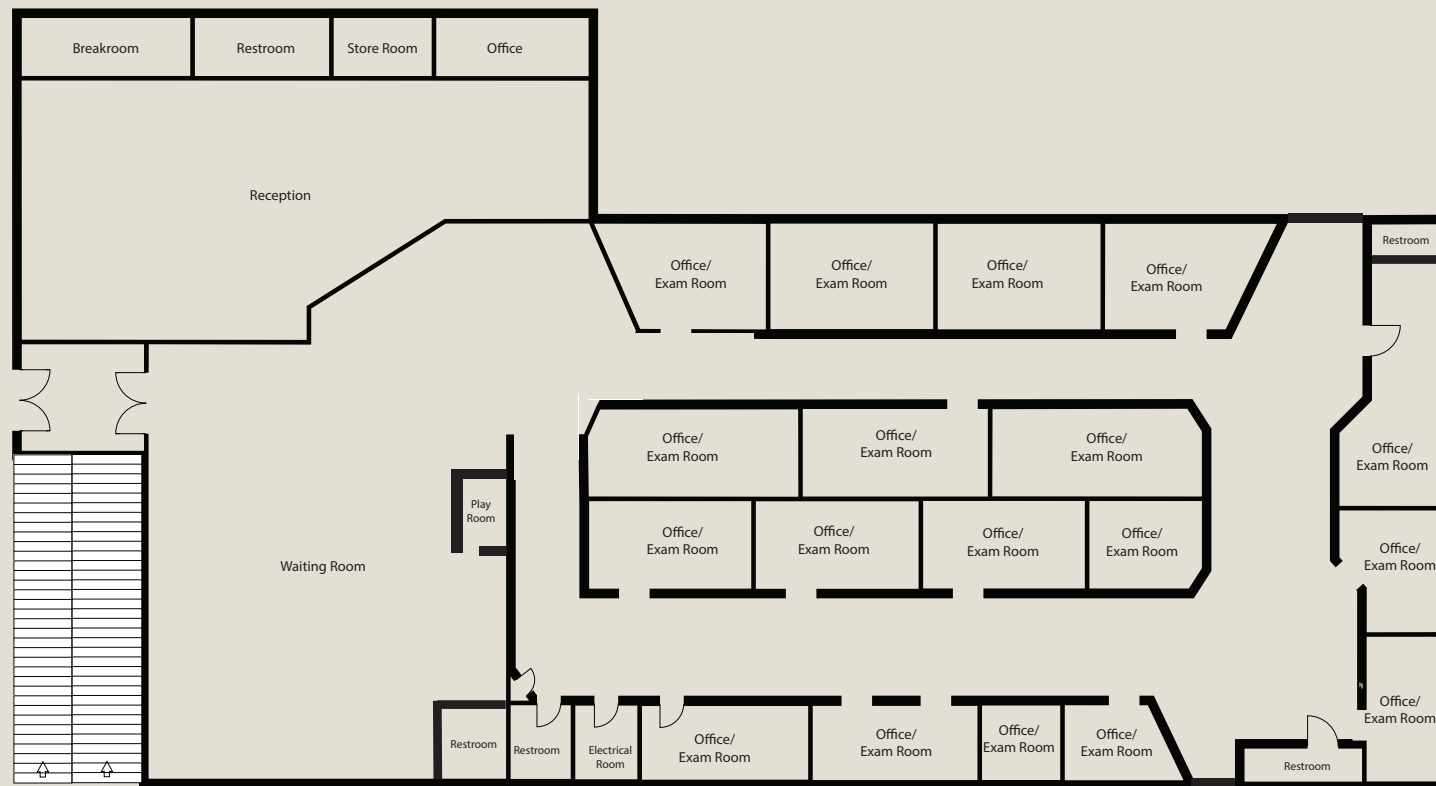 Breakroom
Restroom
Store Room
Office
Reception
Office/
Exam Room
Office/
Exam Room
Office/
Exam Room
Office/
Exam Room
Restroom
Office/
Exam Room
Office/
Exam Room
Office/
Exam Room
Office/
Exam Room
Play
Room
Office/
Exam Room
Office/
Exam Room
Office/
Exam Room
Office/
Exam Room
Office/
Exam Room
Waiting Room
Office/
Exam Room
Restroom
Restroom
Electrical
Room
Office/
Exam Room
Office/
Exam Room
Office/
Exam Room
Office/
Exam Room
Restroom